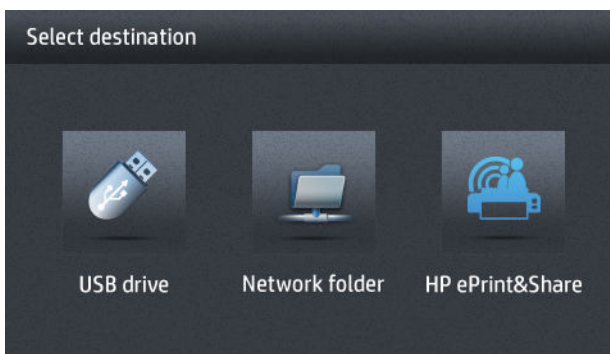 Select destination
USB drive
Network folder
HP ePrint&Share